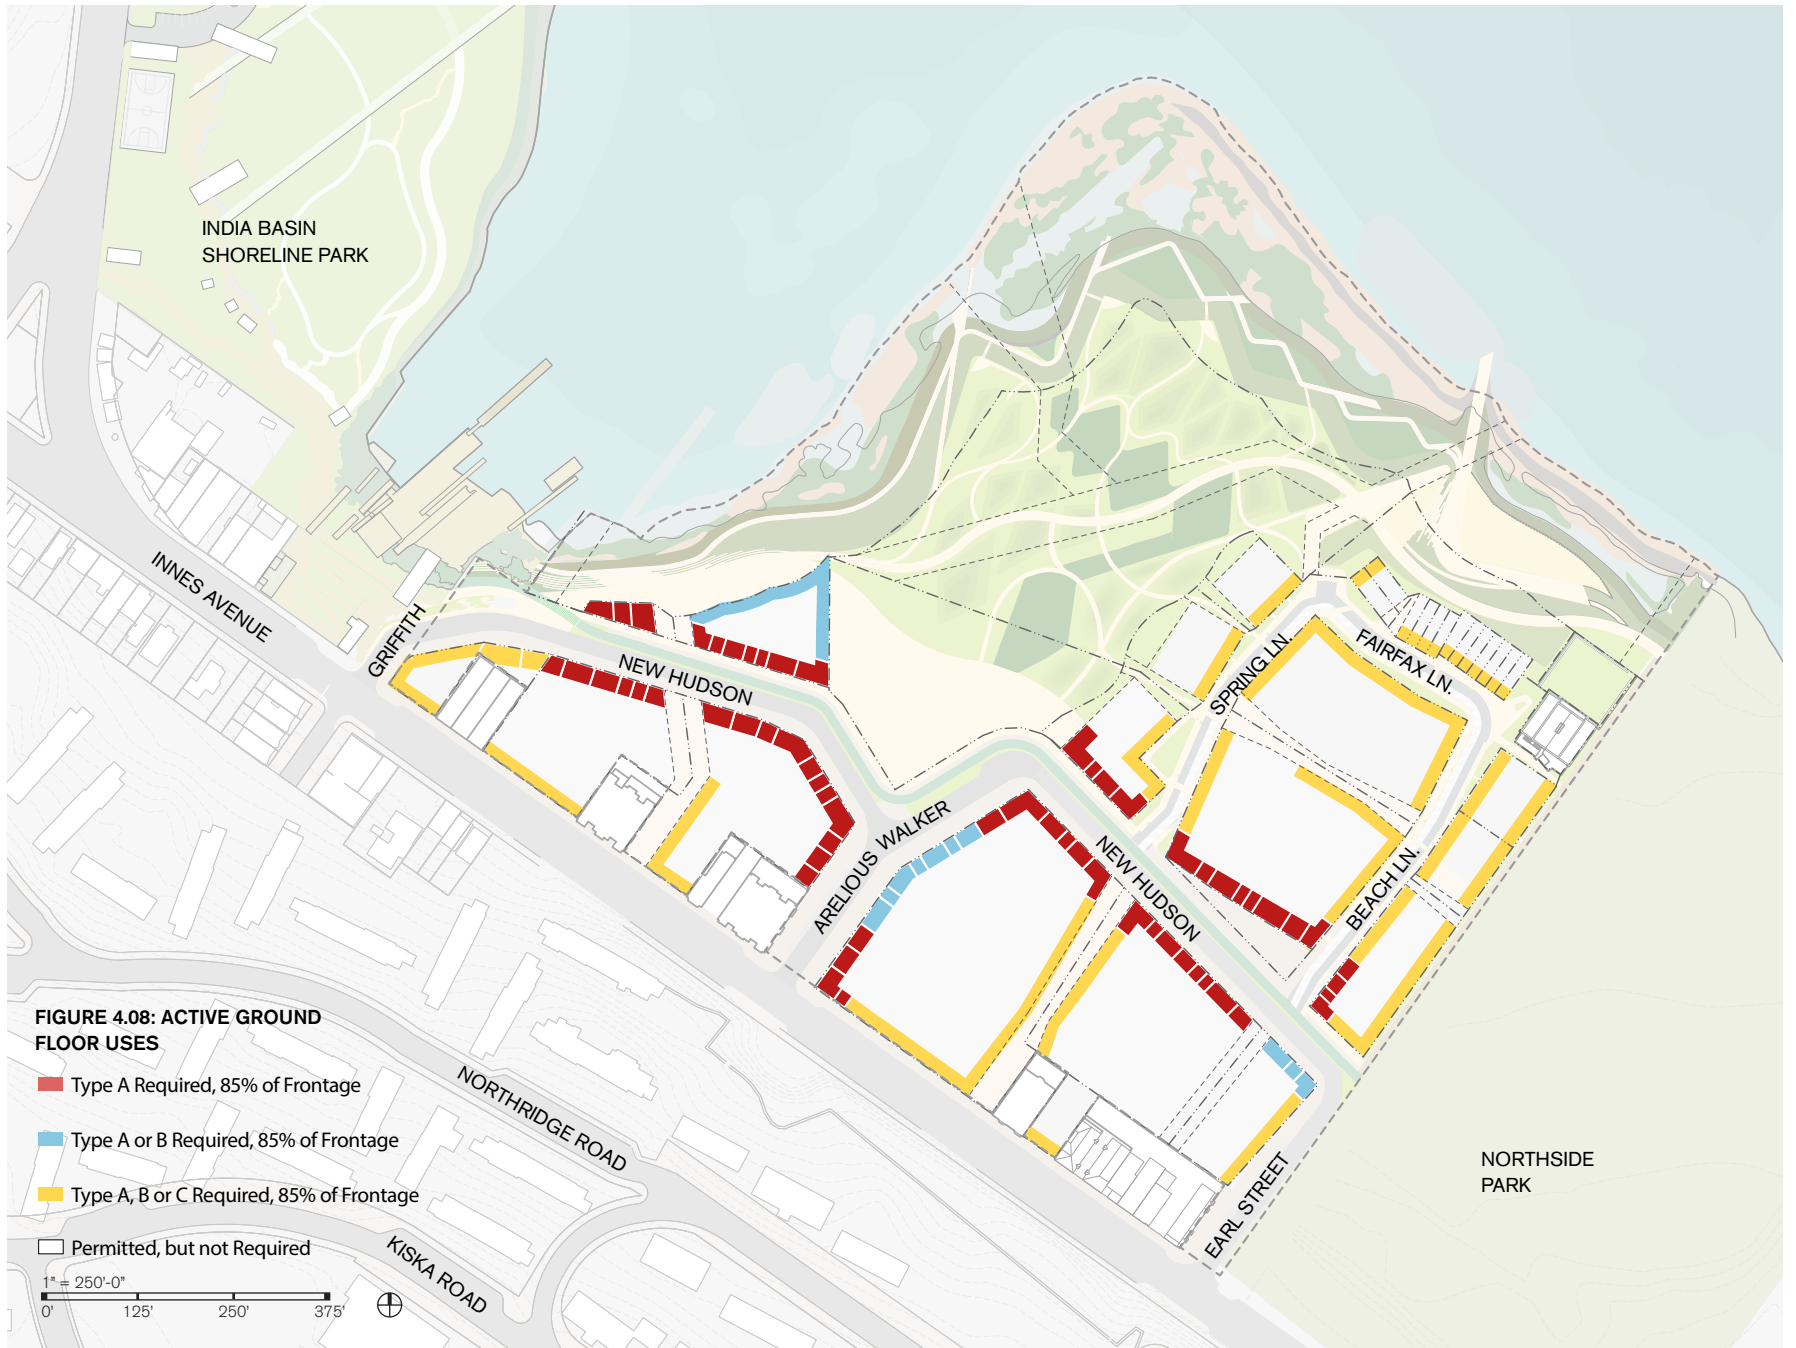 INDIA BASIN
SHORELINE PARK
INNES AVENUE
GRIFFITH
NEW HUDSON
ARELIOUS WALKER
NEW HUDSON
SPRING LN.
FAIRFAX LN.
BEACH LN.
EARL STREET
NORTHSIDE
PARK
NORTHRIDGE ROAD
KISKA ROAD
FIGURE 4.08: ACTIVE GROUND
FLOOR USES
Type A Required, 85% of Frontage
Type A or B Required, 85% of Frontage
Type A, B or C Required, 85% of Frontage
Permitted, but not Required
1" = 250'-0"
0' 125' 250' 375'